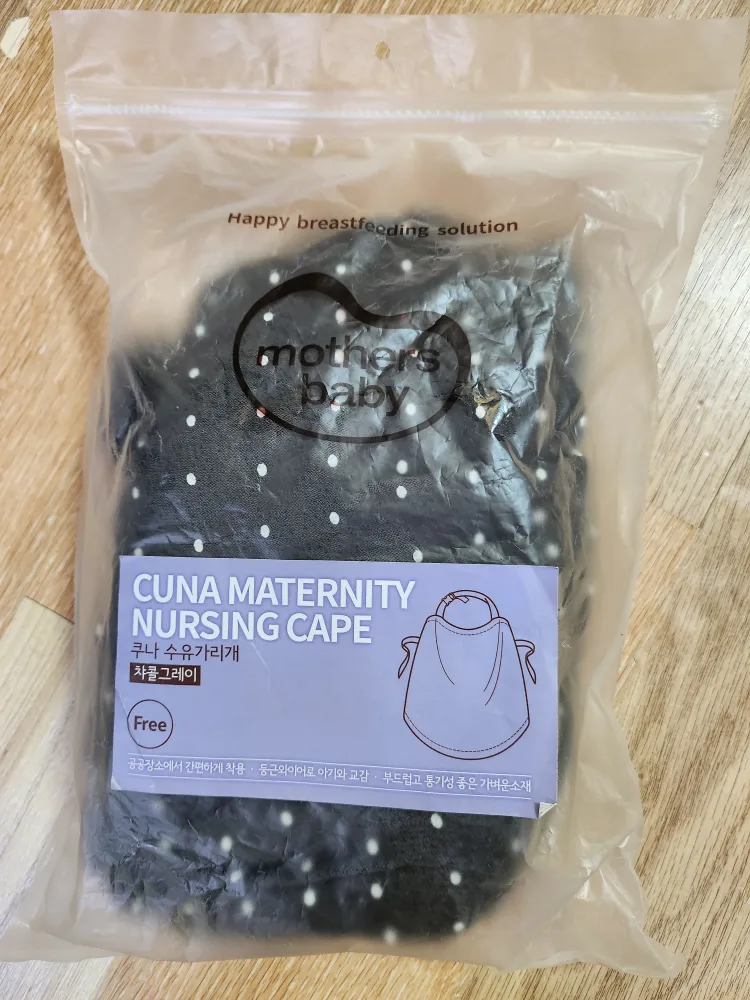 Happy breastfeeding solution
mothers
baby
CUNA MATERNITY
NURSING CAPE
쿠나 수유가리개
챠콜그레이
Free
공공장소에서 간편하게 착용 · 둥근와이어로 아기와 교감 · 부드럽고 통기성 좋은 가벼운소재